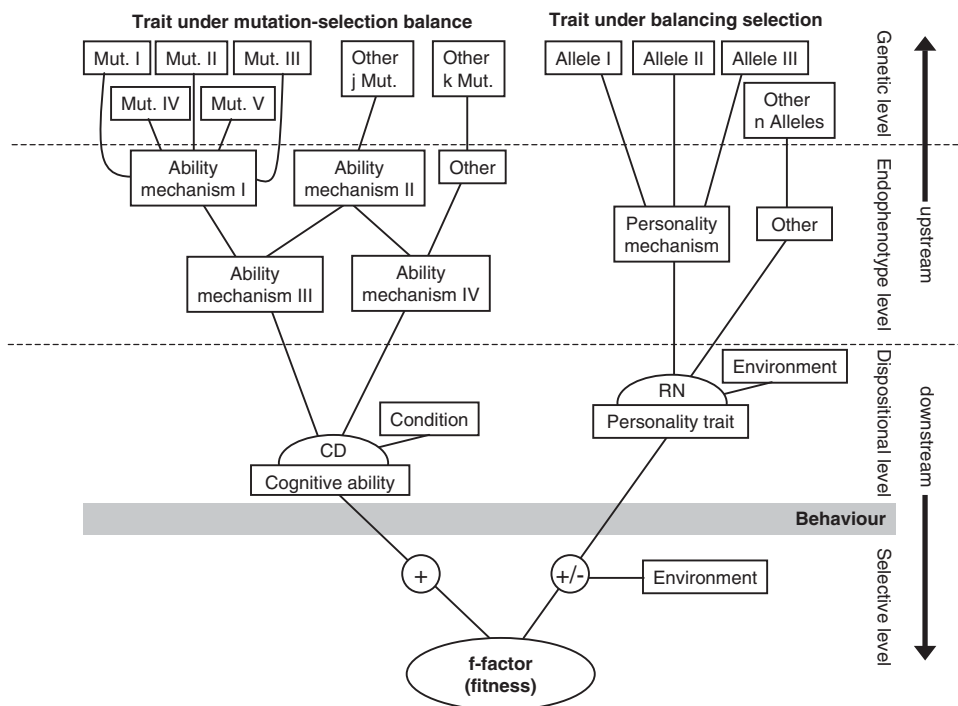 Trait under mutation-selection balance
Trait under balancing selection
Mut. I
Mut. II
Mut. III
Other
j Mut.
Other
k Mut.
Allele I
Allele II
Allele III
Mut. IV
Mut. V
Other
n Alleles
Genetic level
Ability
mechanism I
Ability
mechanism II
Other
Personality
mechanism
Other
Ability
mechanism III
Ability
mechanism IV
Endophenotype level
upstream
RN
Personality trait
Environment
Condition
CD
Cognitive ability
Dispositional level
downstream
Behaviour
+
+/-
Environment
Selective level
f-factor
(fitness)